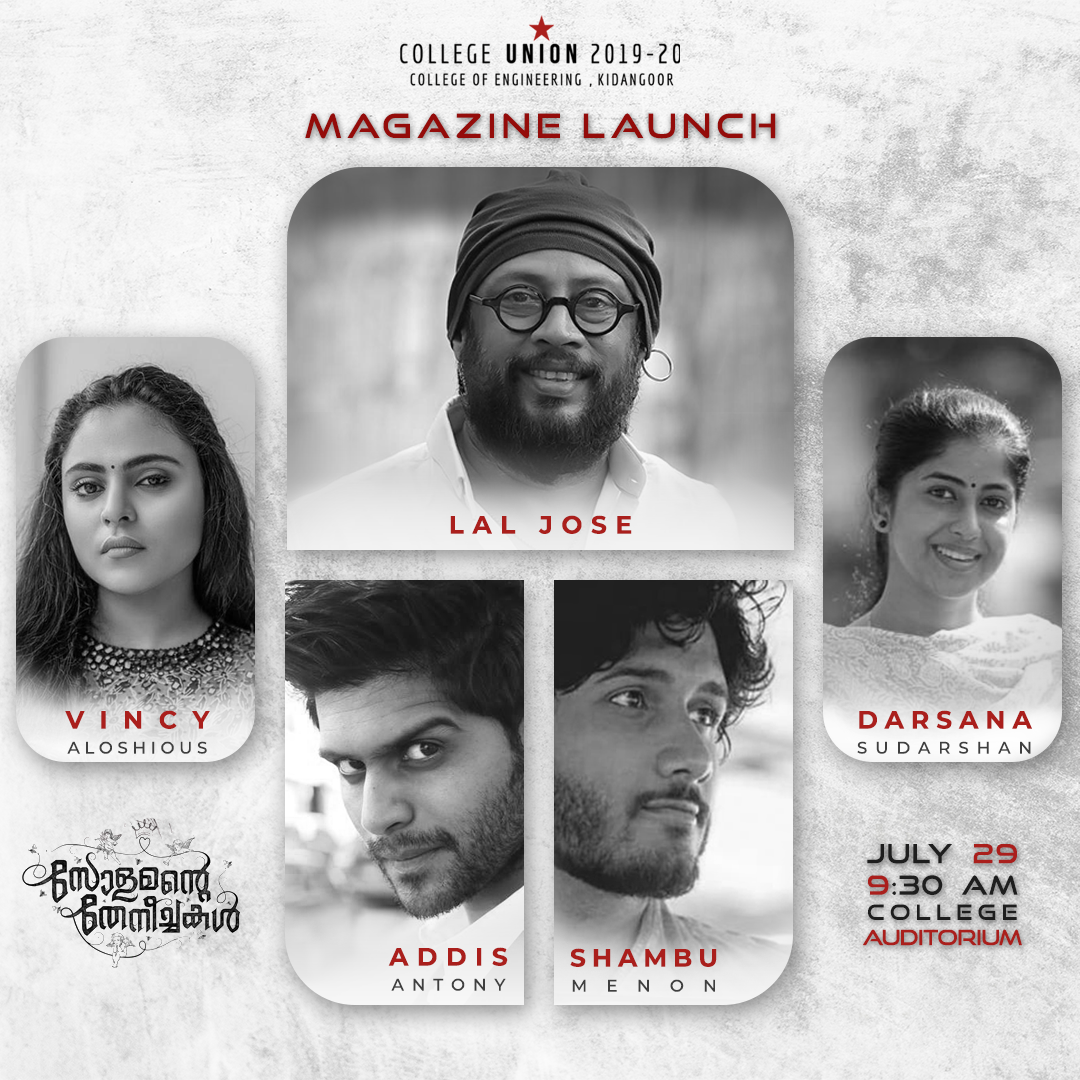 COLLEGE UNION 2019-20
COLLEGE OF ENGINEERING , KIDANGOOR
MAGAZINE LAUNCH
LAL JOSE
VINCY
ALOSHIOUS
DARSANA
SUDARSHAN
ADDIS
ANTONY
SHAMBU
MENON
സോളമന്റെ
തേനീച്ചകൾ
JULY 29
9:30 AM
COLLEGE
AUDITORIUM